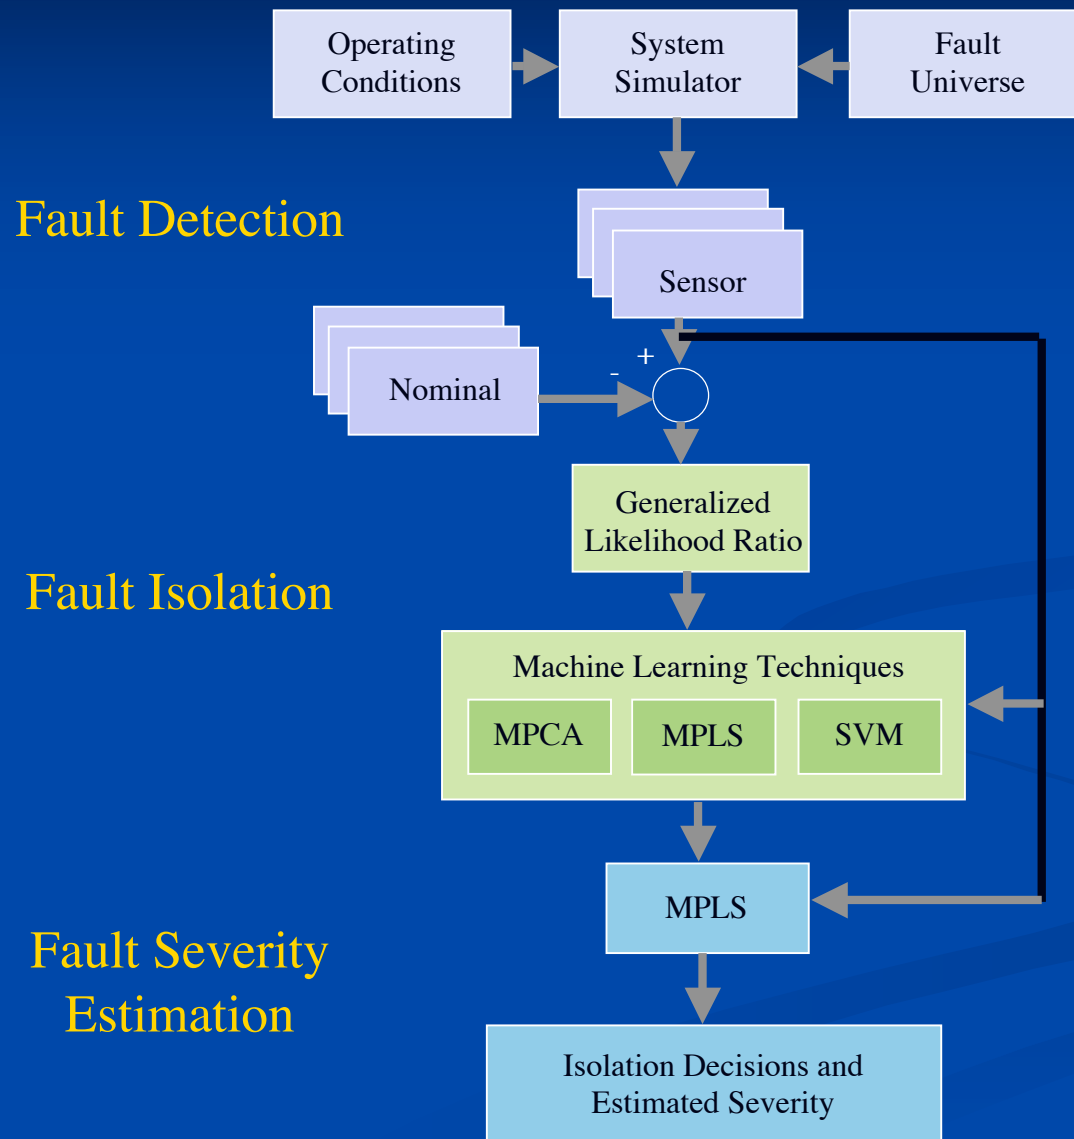 Operating
Conditions
System
Simulator
Fault
Universe
Fault Detection
Sensor
Nominal
+
-
Generalized
Likelihood Ratio
Fault Isolation
Machine Learning Techniques
MPCA
MPLS
SVM
MPLS
Fault Severity
Estimation
Isolation Decisions and
Estimated Severity